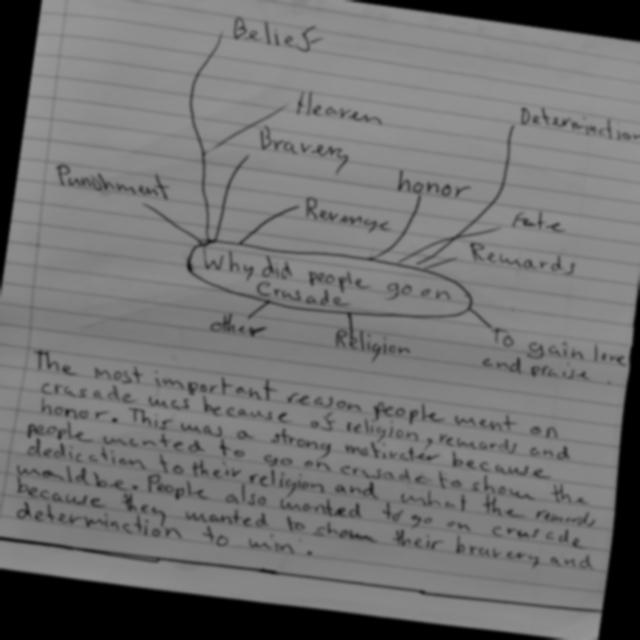 Belief
Heaven
Determination
Bravery
Punishment
honor
Revenge
fate
Why did people go on
Crusade
Rewards
other
Religion
To gain love
and praise.
The most important reason people went on
crusade was because of religion, rewards and
honor. This was a strong motivater because
people wanted to go on crusade to show the
dedication to their religion and what the rewards
would be. People also wanted to go on crusade
because they wanted to show their bravery and
determination to win.